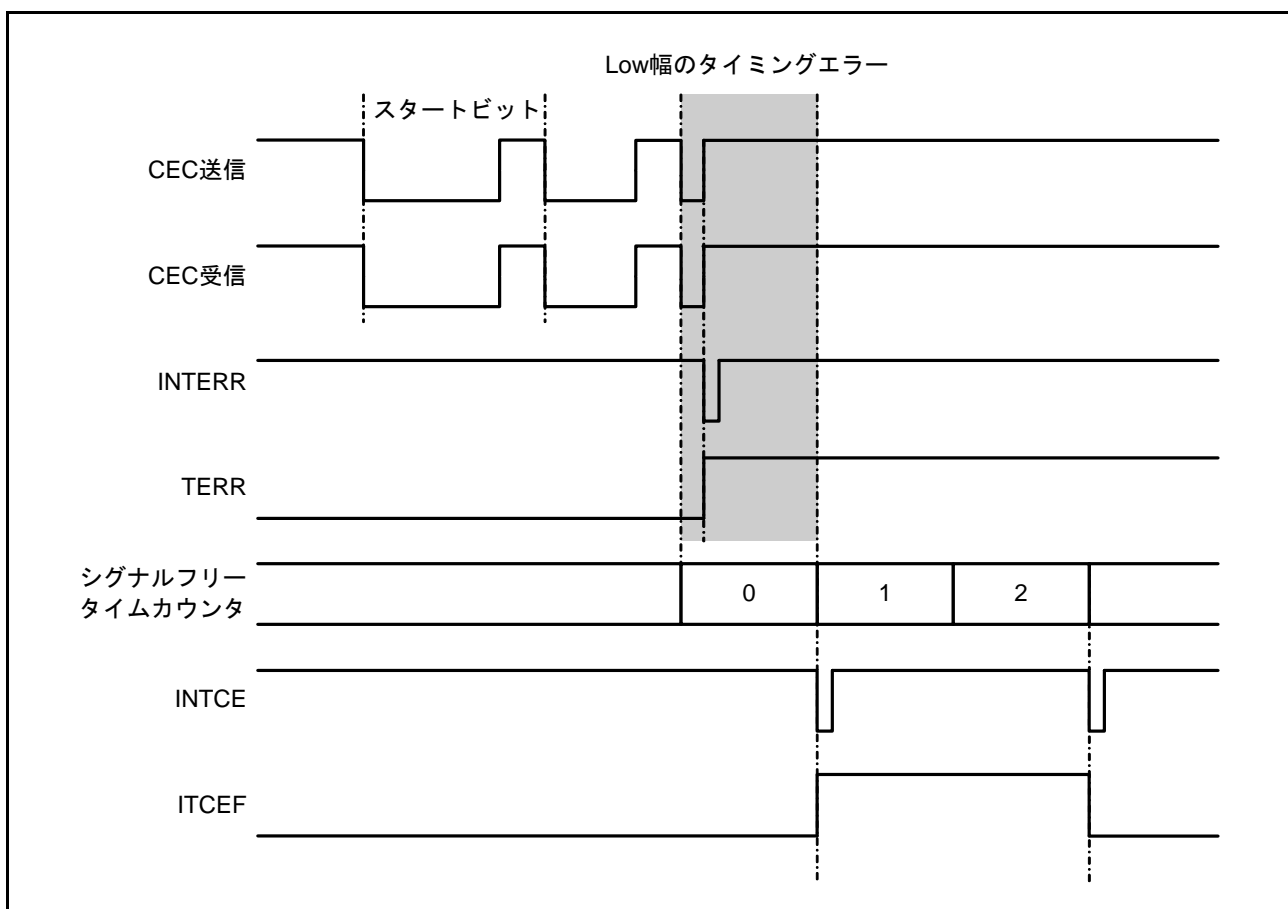 Low幅のタイミングエラー
スタートビット
CEC送信
CEC受信
INTERR
TERR
シグナルフリー
タイムカウンタ
0
1
2
INTCE
ITCEF